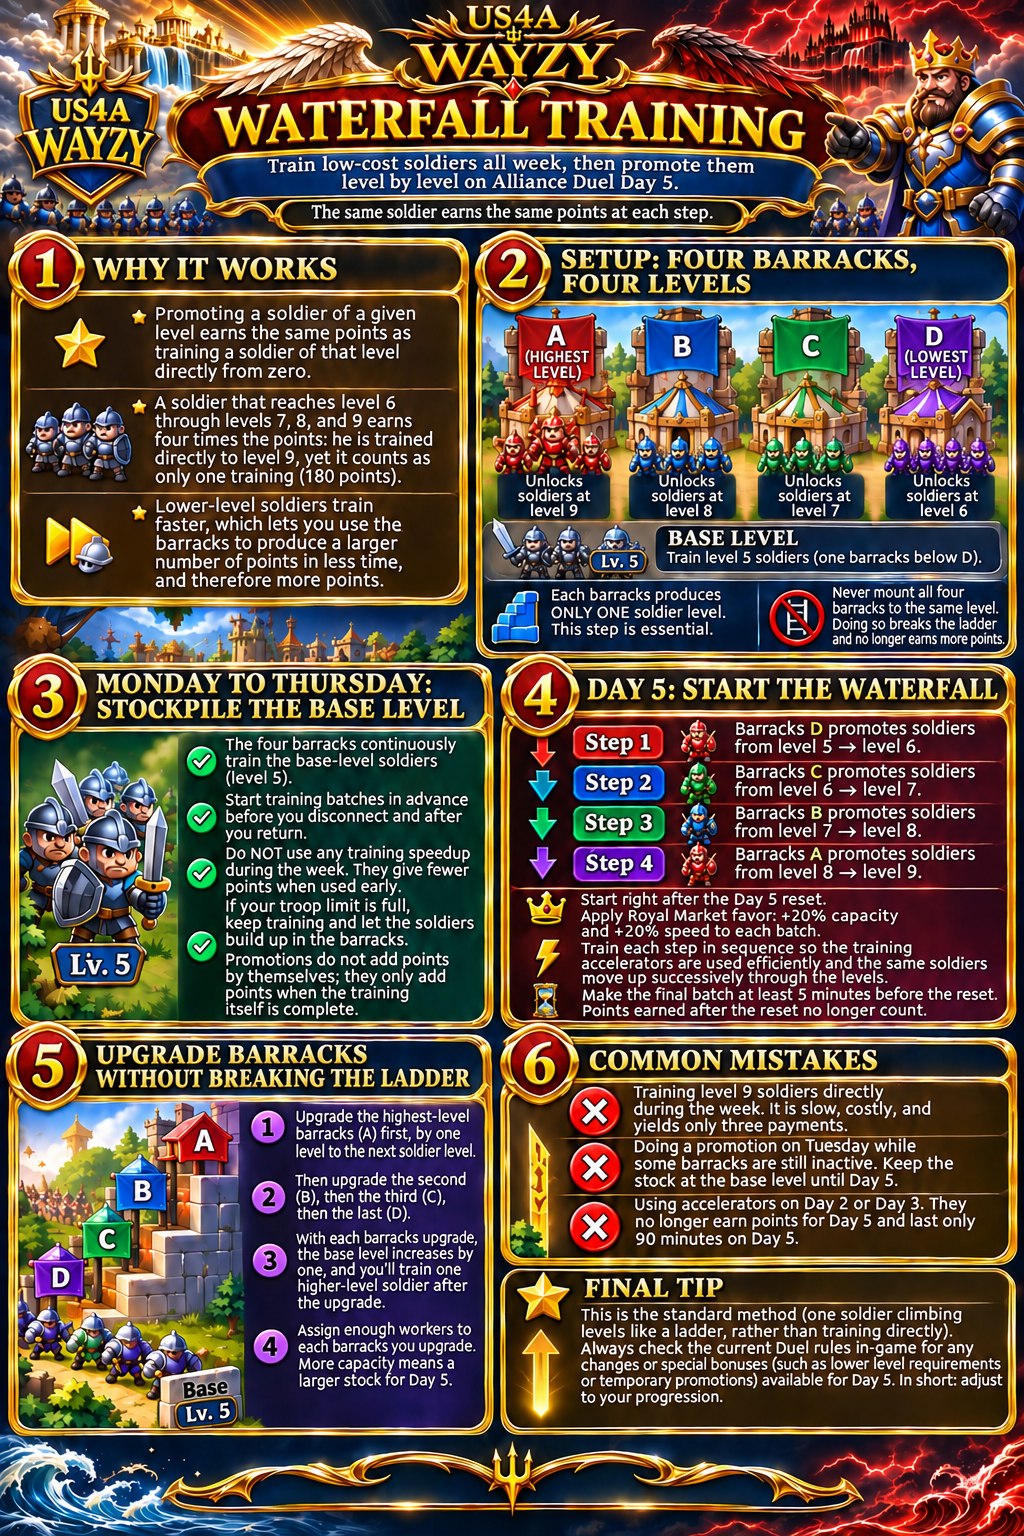 US4A
WAYZY
US4A
WAYZY
WATERFALL TRAINING
Train low-cost soldiers all week, then promote them
level by level on Alliance Duel Day 5.
The same soldier earns the same points at each step.
1 WHY IT WORKS
Promoting a soldier of a given
level earns the same points as
training a soldier of that level
directly from zero.
A soldier that reaches level 6
through levels 7, 8, and 9 earns
four times the points: he is trained
directly to level 9, yet it counts as
only one training (180 points).
Lower-level soldiers train
faster, which lets you use the
barracks to produce a larger
number of points in less time,
and therefore more points.
2 SETUP: FOUR BARRACKS,
FOUR LEVELS
A
(HIGHEST
LEVEL)
B
C
D
(LOWEST
LEVEL)
Unlocks
soldiers at
level 9
Unlocks
soldiers at
level 8
Unlocks
soldiers at
level 7
Unlocks
soldiers at
level 6
Lv. 5
BASE LEVEL
Train level 5 soldiers (one barracks below D).
Each barracks produces
ONLY ONE soldier level.
This step is essential.
Never mount all four
barracks to the same level.
Doing so breaks the ladder
and no longer earns more points.
3 MONDAY TO THURSDAY:
STOCKPILE THE BASE LEVEL
Lv. 5
The four barracks continuously
train the base-level soldiers
(level 5).
Start training batches in advance
before you disconnect and after
you return.
Do NOT use any training speedup
during the week. They give fewer
points when used early.
If your troop limit is full,
keep training and let the soldiers
build up in the barracks.
Promotions do not add points
by themselves; they only add
points when the training
itself is complete.
4 DAY 5: START THE WATERFALL
Step 1
Barracks D promotes soldiers
from level 5 → level 6.
Step 2
Barracks C promotes soldiers
from level 6 → level 7.
Step 3
Barracks B promotes soldiers
from level 7 → level 8.
Step 4
Barracks A promotes soldiers
from level 8 → level 9.
Start right after the Day 5 reset.
Apply Royal Market favor: +20% capacity
and +20% speed to each batch.
Train each step in sequence so the training
accelerators are used efficiently and the same soldiers
move up successively through the levels.
Make the final batch at least 5 minutes before the reset.
Points earned after the reset no longer count.
5 UPGRADE BARRACKS
WITHOUT BREAKING THE LADDER
A
B
C
D
Base
Lv. 5
1 Upgrade the highest-level
barracks (A) first, by one
level to the next soldier level.
2 Then upgrade the second
(B), then the third (C),
then the last (D).
3 With each barracks upgrade,
the base level increases by
one, and you'll train one
higher-level soldier after
the upgrade.
4 Assign enough workers to
each barracks you upgrade.
More capacity means a
larger stock for Day 5.
6 COMMON MISTAKES
Training level 9 soldiers directly
during the week. It is slow, costly, and
yields only three payments.
Doing a promotion on Tuesday while
some barracks are still inactive. Keep the
stock at the base level until Day 5.
Using accelerators on Day 2 or Day 3. They
no longer earn points for Day 5 and last only
90 minutes on Day 5.
FINAL TIP
This is the standard method (one soldier climbing
levels like a ladder, rather than training directly).
Always check the current Duel rules in-game for any
changes or special bonuses (such as lower level requirements
or temporary promotions) available for Day 5. In short: adjust
to your progression.